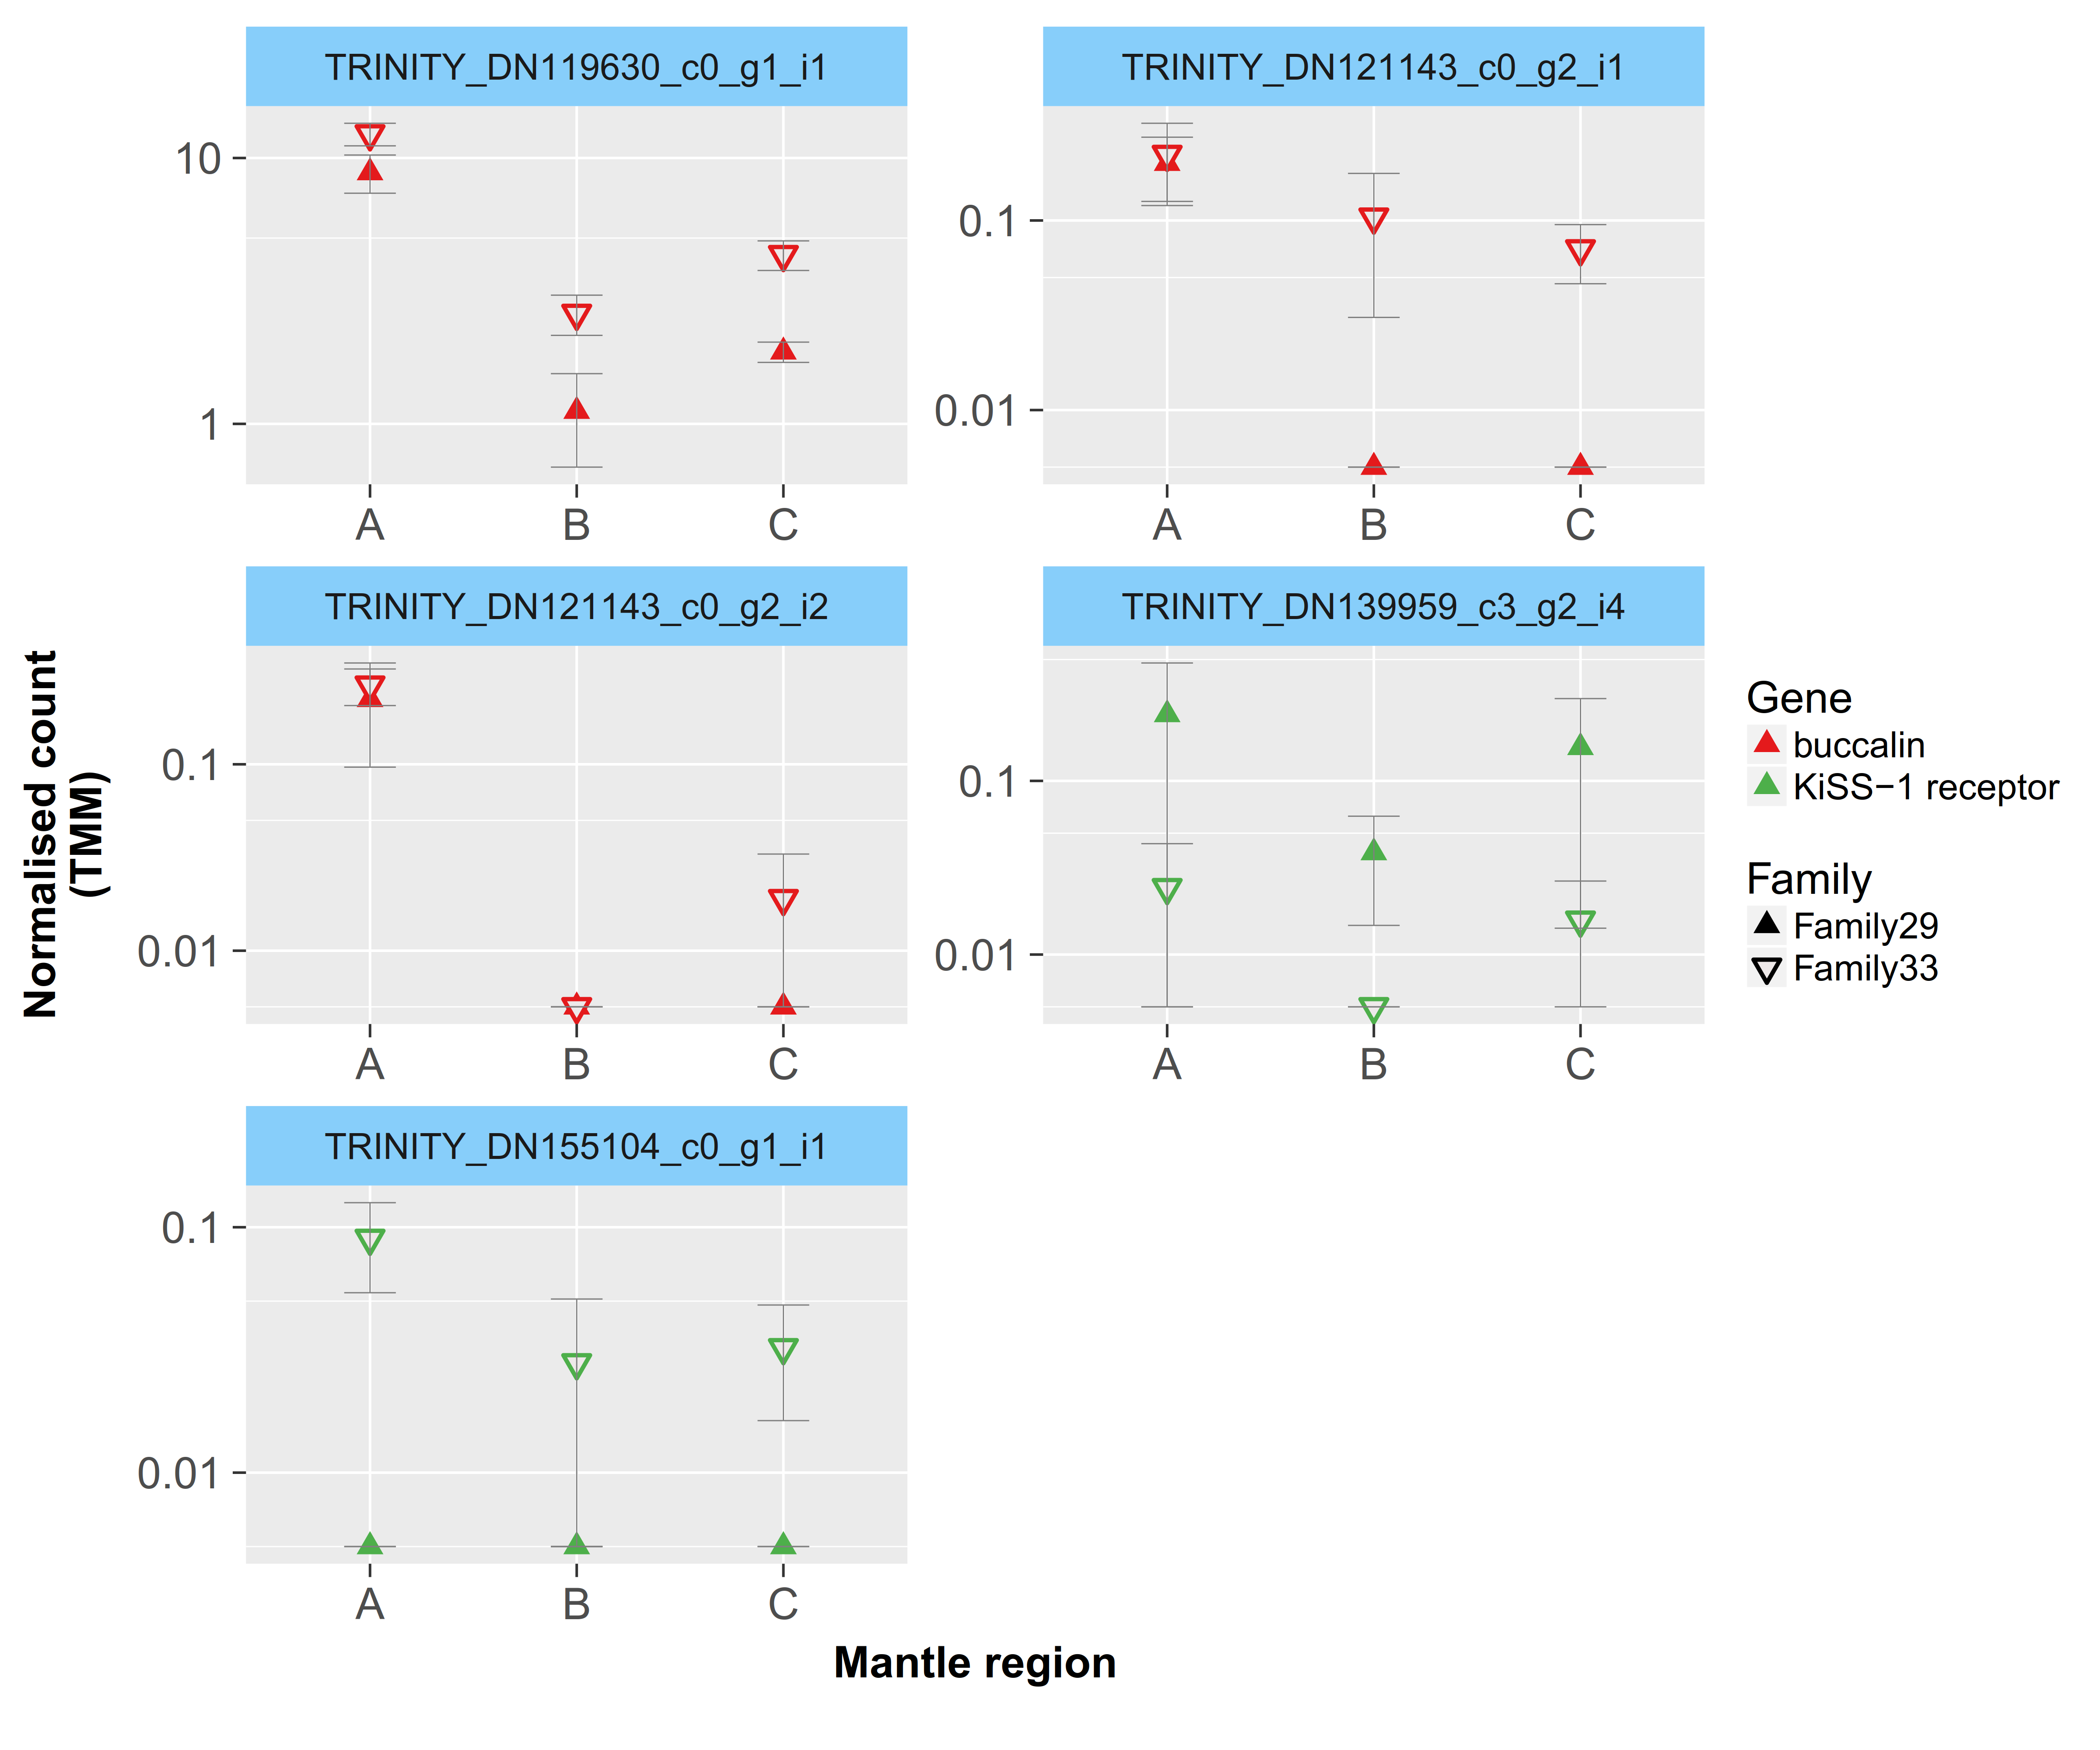 TRINITY_DN119630_c0_g1_i1
TRINITY_DN121143_c0_g2_i1
10
1
0.1
0.01
A B C
A B C
TRINITY_DN121143_c0_g2_i2
TRINITY_DN139959_c3_g2_i4
0.1
0.01
0.1
0.01
A B C
A B C
TRINITY_DN155104_c0_g1_i1
0.1
0.01
A B C
Normalised count
(TMM)
Mantle region
Gene
buccalin
KiSS−1 receptor
Family
Family29
Family33